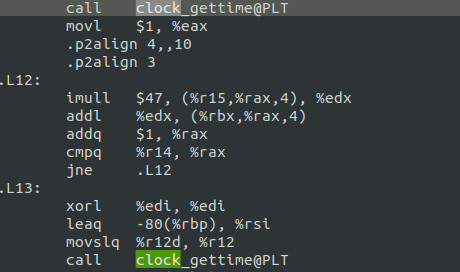 call clock_gettime@PLT
movl $1, %eax
.p2align 4,,10
.p2align 3
.L12:
imull $47, (%r15,%rax,4), %edx
addl %edx, (%rbx,%rax,4)
addq $1, %rax
cmpq %r14, %rax
jne .L12
.L13:
xorl %edi, %edi
leaq -80(%rbp), %rsi
movslq %r12d, %r12
call clock_gettime@PLT